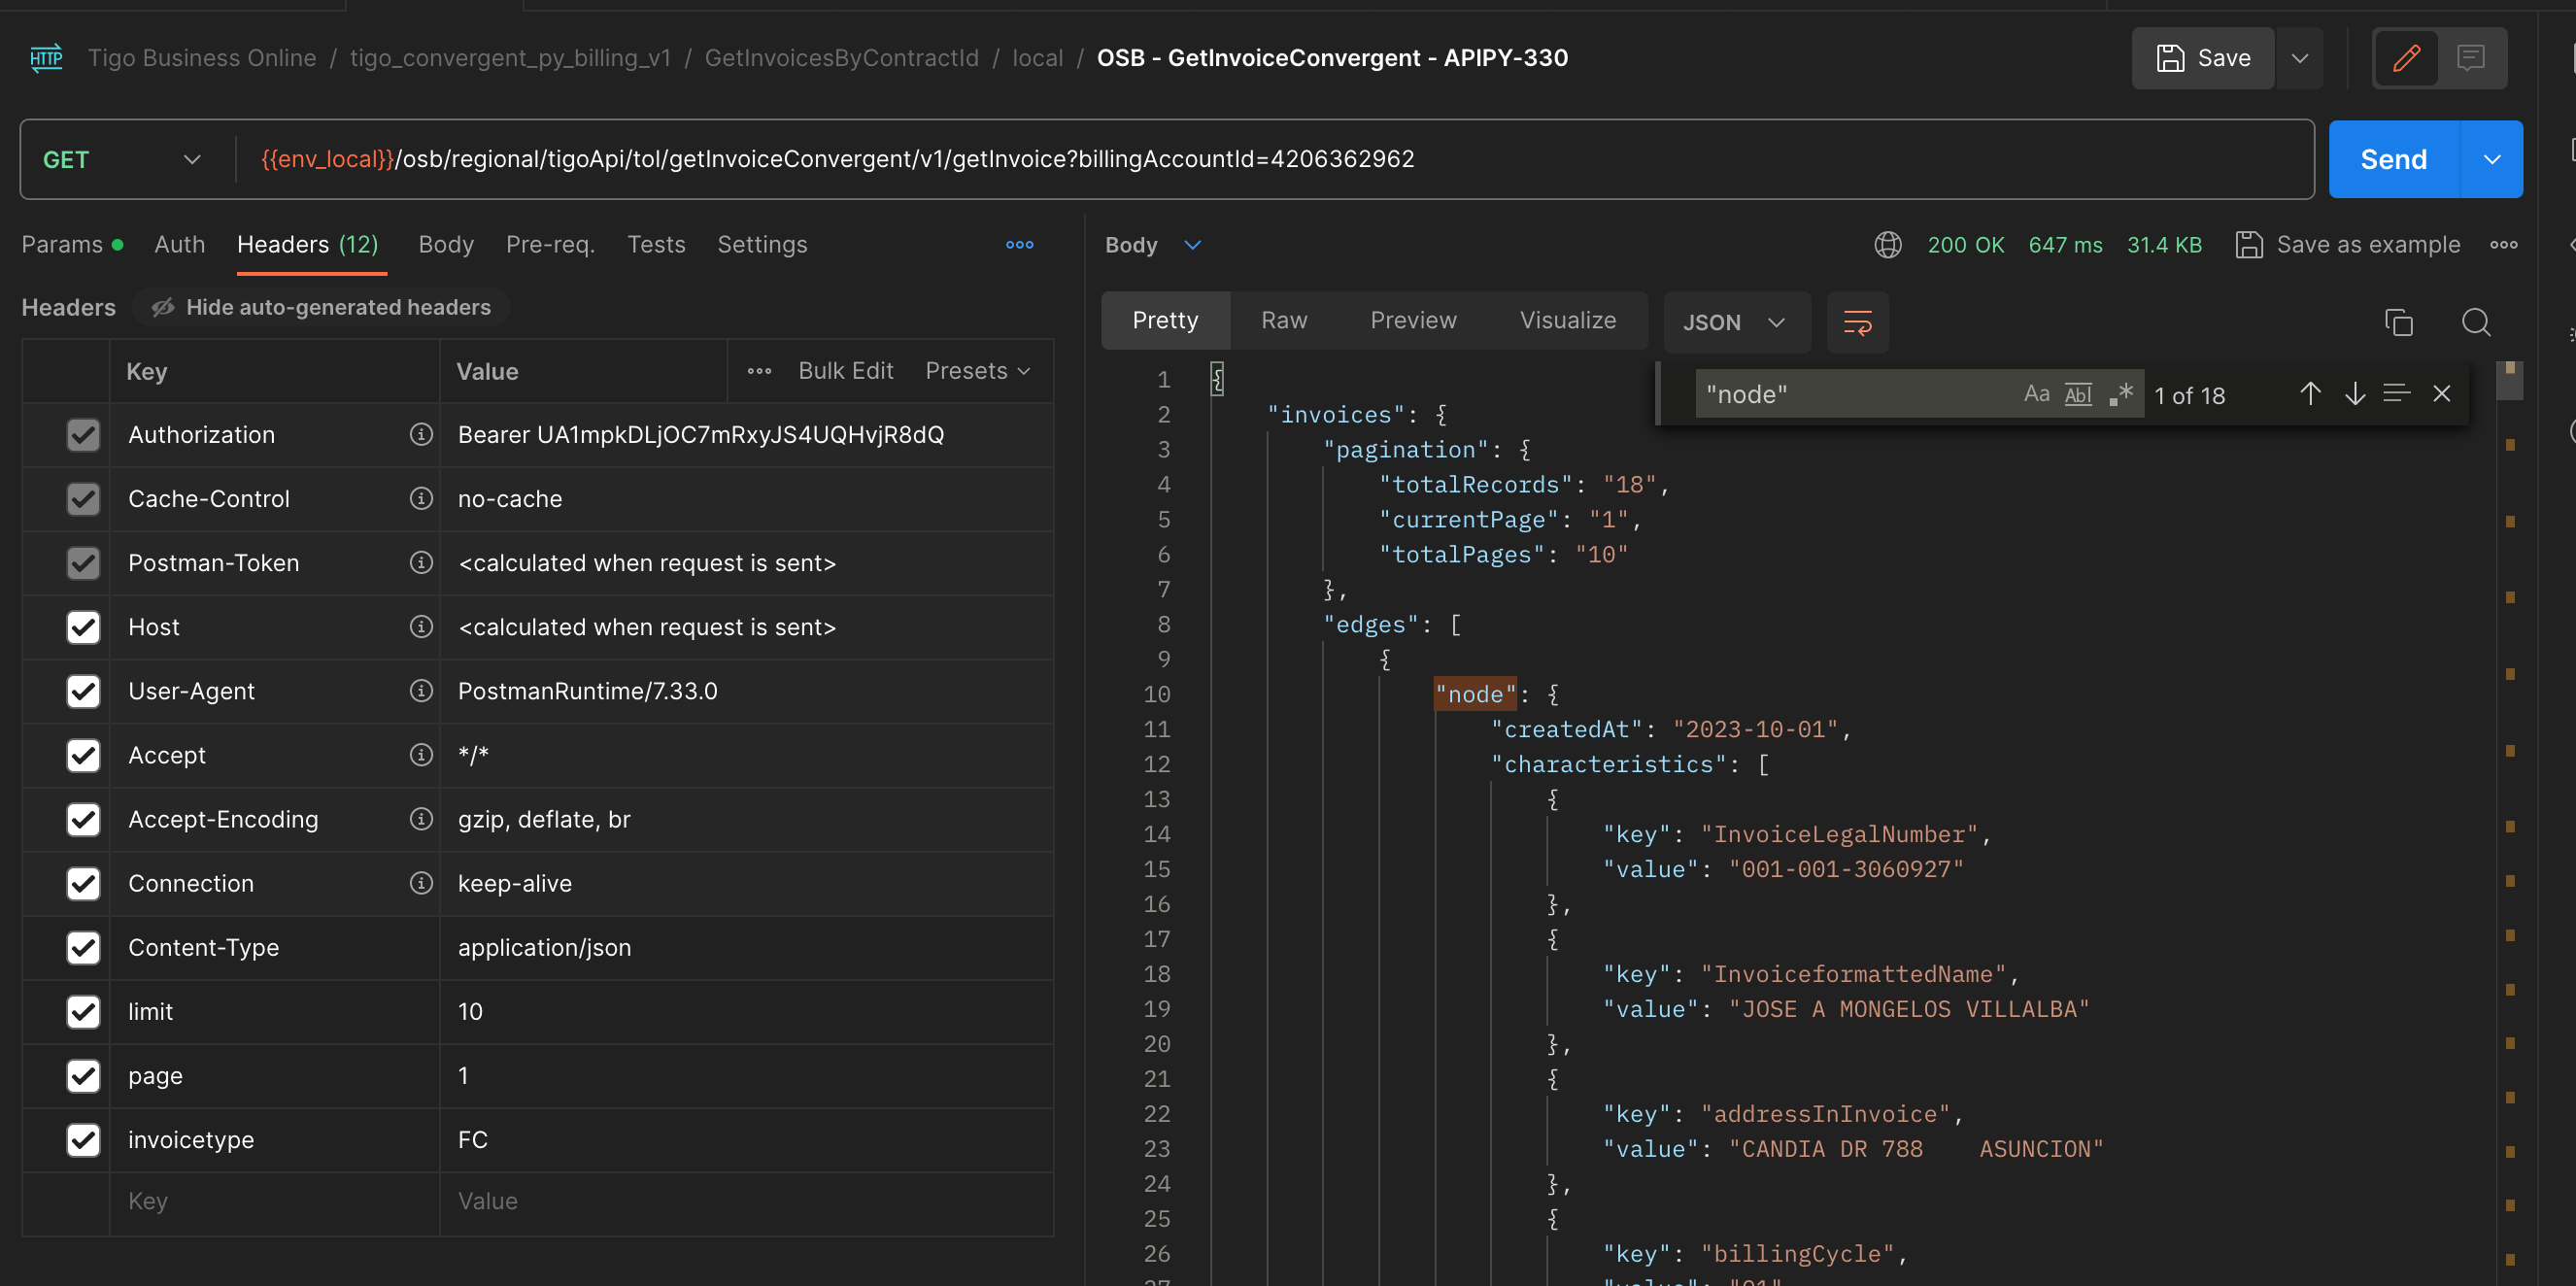 HTTP Tigo Business Online / tigo_convergent_py_billing_v1 / GetInvoicesByContractId / local / OSB - GetInvoiceConvergent - APIPY-330
Save
GET {{env_local}}/osb/regional/tigoApi/tol/getInvoiceConvergent/v1/getInvoice?billingAccountId=4206362962
Send
Params Auth Headers (12) Body Pre-req. Tests Settings
Headers Hide auto-generated headers
Key Value Bulk Edit Presets
Authorization Bearer UA1mpkDLjOC7mRxyJS4UQHvjR8dQ
Cache-Control no-cache
Postman-Token <calculated when request is sent>
Host <calculated when request is sent>
User-Agent PostmanRuntime/7.33.0
Accept */*
Accept-Encoding gzip, deflate, br
Connection keep-alive
Content-Type application/json
limit 10
page 1
invoicetype FC
Key Value
Body 200 OK 647 ms 31.4 KB Save as example
Pretty Raw Preview Visualize JSON
"node" Aa Abl .* 1 of 18
1 {
2 "invoices": {
3 "pagination": {
4 "totalRecords": "18",
5 "currentPage": "1",
6 "totalPages": "10"
7 },
8 "edges": [
9 {
10 "node": {
11 "createdAt": "2023-10-01",
12 "characteristics": [
13 {
14 "key": "InvoiceLegalNumber",
15 "value": "001-001-3060927"
16 },
17 {
18 "key": "InvoiceformattedName",
19 "value": "JOSE A MONGELOS VILLALBA"
20 },
21 {
22 "key": "addressInInvoice",
23 "value": "CANDIA DR 788    ASUNCION"
24 },
25 {
26 "key": "billingCycle",
27 "value": "01"